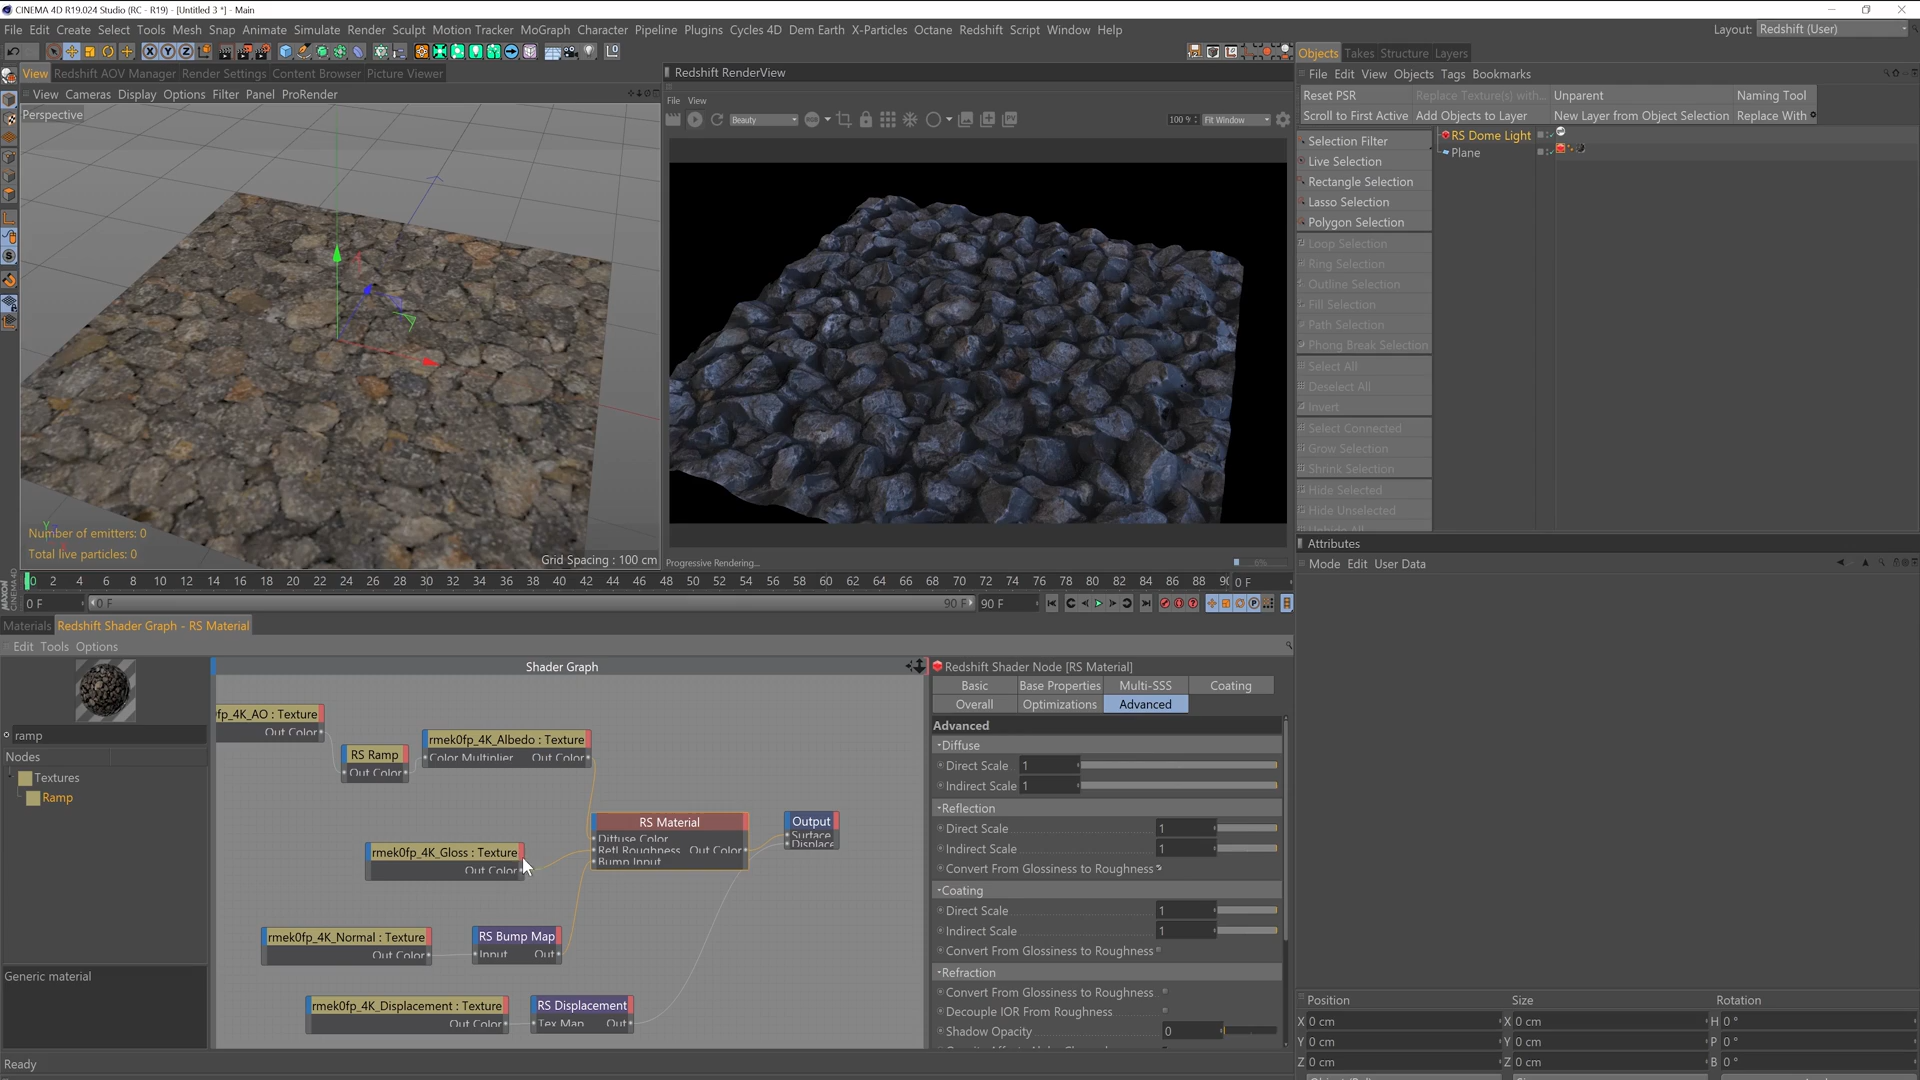 CINEMA 4D R19.024 Studio (RC - R19) - [Untitled 3 *] - Main
File Edit Create Select Tools Mesh Snap Animate Simulate Render Sculpt Motion Tracker MoGraph Character Pipeline Plugins Cycles 4D Dem Earth X-Particles Octane Redshift Script Window Help
Layout: Redshift (User)
View Redshift AOV Manager Render Settings Content Browser Picture Viewer
View Cameras Display Options Filter Panel ProRender
Perspective
Number of emitters: 0
Total live particles: 0
Grid Spacing : 100 cm
Redshift RenderView
File View
Beauty
100 %
Fit Window
Progressive Rendering...
6%
Objects Takes Structure Layers
File Edit View Objects Tags Bookmarks
Reset PSR Replace Texture(s) with... Unparent Naming Tool
Scroll to First Active Add Objects to Layer New Layer from Object Selection Replace With
Selection Filter
Live Selection
Rectangle Selection
Lasso Selection
Polygon Selection
Loop Selection
Ring Selection
Outline Selection
Fill Selection
Path Selection
Phong Break Selection
Select All
Deselect All
Invert
Select Connected
Grow Selection
Shrink Selection
Hide Selected
Hide Unselected
Unhide All
RS Dome Light
Plane
Attributes
Mode Edit User Data
0 2 4 6 8 10 12 14 16 18 20 22 24 26 28 30 32 34 36 38 40 42 44 46 48 50 52 54 56 58 60 62 64 66 68 70 72 74 76 78 80 82 84 86 88 90 0 F
0 F 0 F 90 F 90 F
MAXON CINEMA 4D
Materials Redshift Shader Graph - RS Material
Edit Tools Options
ramp
Nodes
Textures
Ramp
Generic material
Shader Graph
fp_4K_AO : Texture
Out Color
RS Ramp
Out Color
rmek0fp_4K_Albedo : Texture
Color Multiplier Out Color
rmek0fp_4K_Gloss : Texture
Out Color
RS Material
Diffuse Color
Refl Roughness Out Color
Bump Input
Output
Surface
Displace
rmek0fp_4K_Normal : Texture
Out Color
RS Bump Map
Input Out
rmek0fp_4K_Displacement : Texture
Out Color
RS Displacement
Tex Map Out
Redshift Shader Node [RS Material]
Basic Base Properties Multi-SSS Coating
Overall Optimizations Advanced
Advanced
Diffuse
Direct Scale 1
Indirect Scale 1
Reflection
Direct Scale 1
Indirect Scale 1
Convert From Glossiness to Roughness
Coating
Direct Scale 1
Indirect Scale 1
Convert From Glossiness to Roughness
Refraction
Convert From Glossiness to Roughness
Decouple IOR From Roughness
Shadow Opacity 0
Position Size Rotation
X 0 cm X 0 cm H 0 °
Y 0 cm Y 0 cm P 0 °
Z 0 cm Z 0 cm B 0 °
Ready